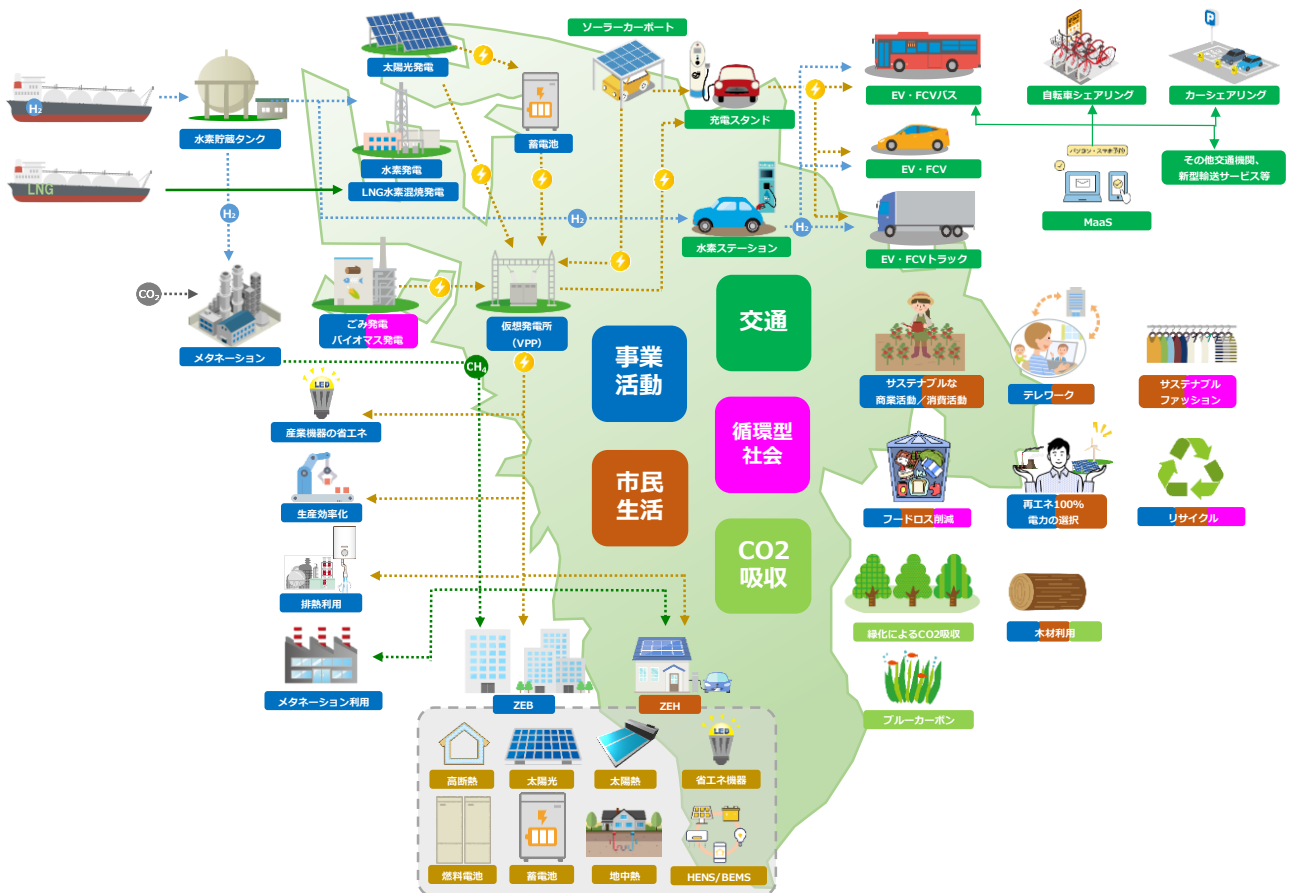 ソーラーカーポート
太陽光発電
H₂
水素貯蔵タンク
蓄電池
充電スタンド
EV・FCVバス
自転車シェアリング
カーシェアリング
水素発電
LNG水素混焼発電
LNG
EV・FCV
パソコン・スマホ予約
その他交通機関、
新型輸送サービス等
MaaS
H₂
H₂
H₂
水素ステーション
EV・FCVトラック
CO₂
メタネーション
ごみ発電
バイオマス発電
仮想発電所
（VPP）
CH₄
交通
事業
活動
循環型
社会
市民
生活
CO2
吸収
サステナブルな
商業活動／消費活動
テレワーク
サステナブル
ファッション
フードロス削減
再エネ100%
電力の選択
リサイクル
緑化によるCO2吸収
木材利用
ブルーカーボン
LED
産業機器の省エネ
生産効率化
排熱利用
メタネーション利用
ZEB
ZEH
LED
高断熱
太陽光
太陽熱
省エネ機器
燃料電池
蓄電池
地中熱
HENS/BEMS